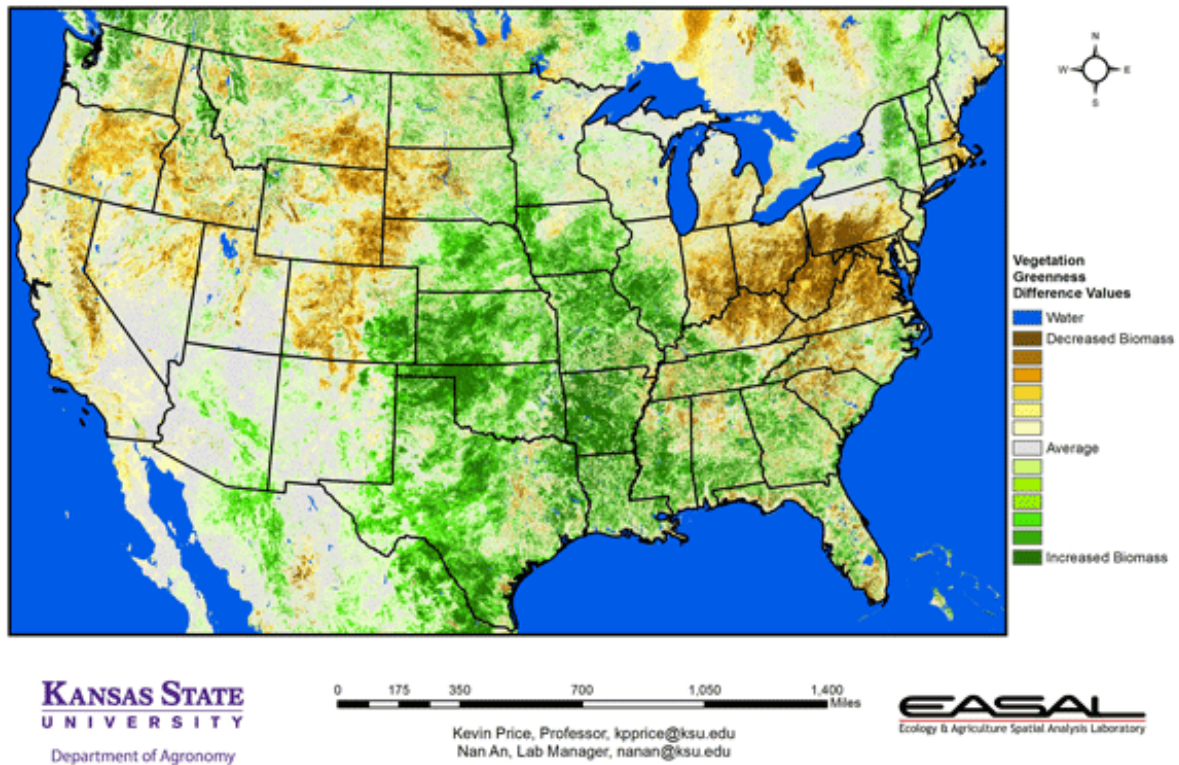 N
W E
S
Vegetation
Greenness
Difference Values
Water
Decreased Biomass
Average
Increased Biomass
KANSAS STATE
UNIVERSITY
Department of Agronomy
0 175 350 700 1,050 1,400
Miles
Kevin Price, Professor, kpprice@ksu.edu
Nan An, Lab Manager, nanan@ksu.edu
EASAL
Ecology & Agriculture Spatial Analysis Laboratory